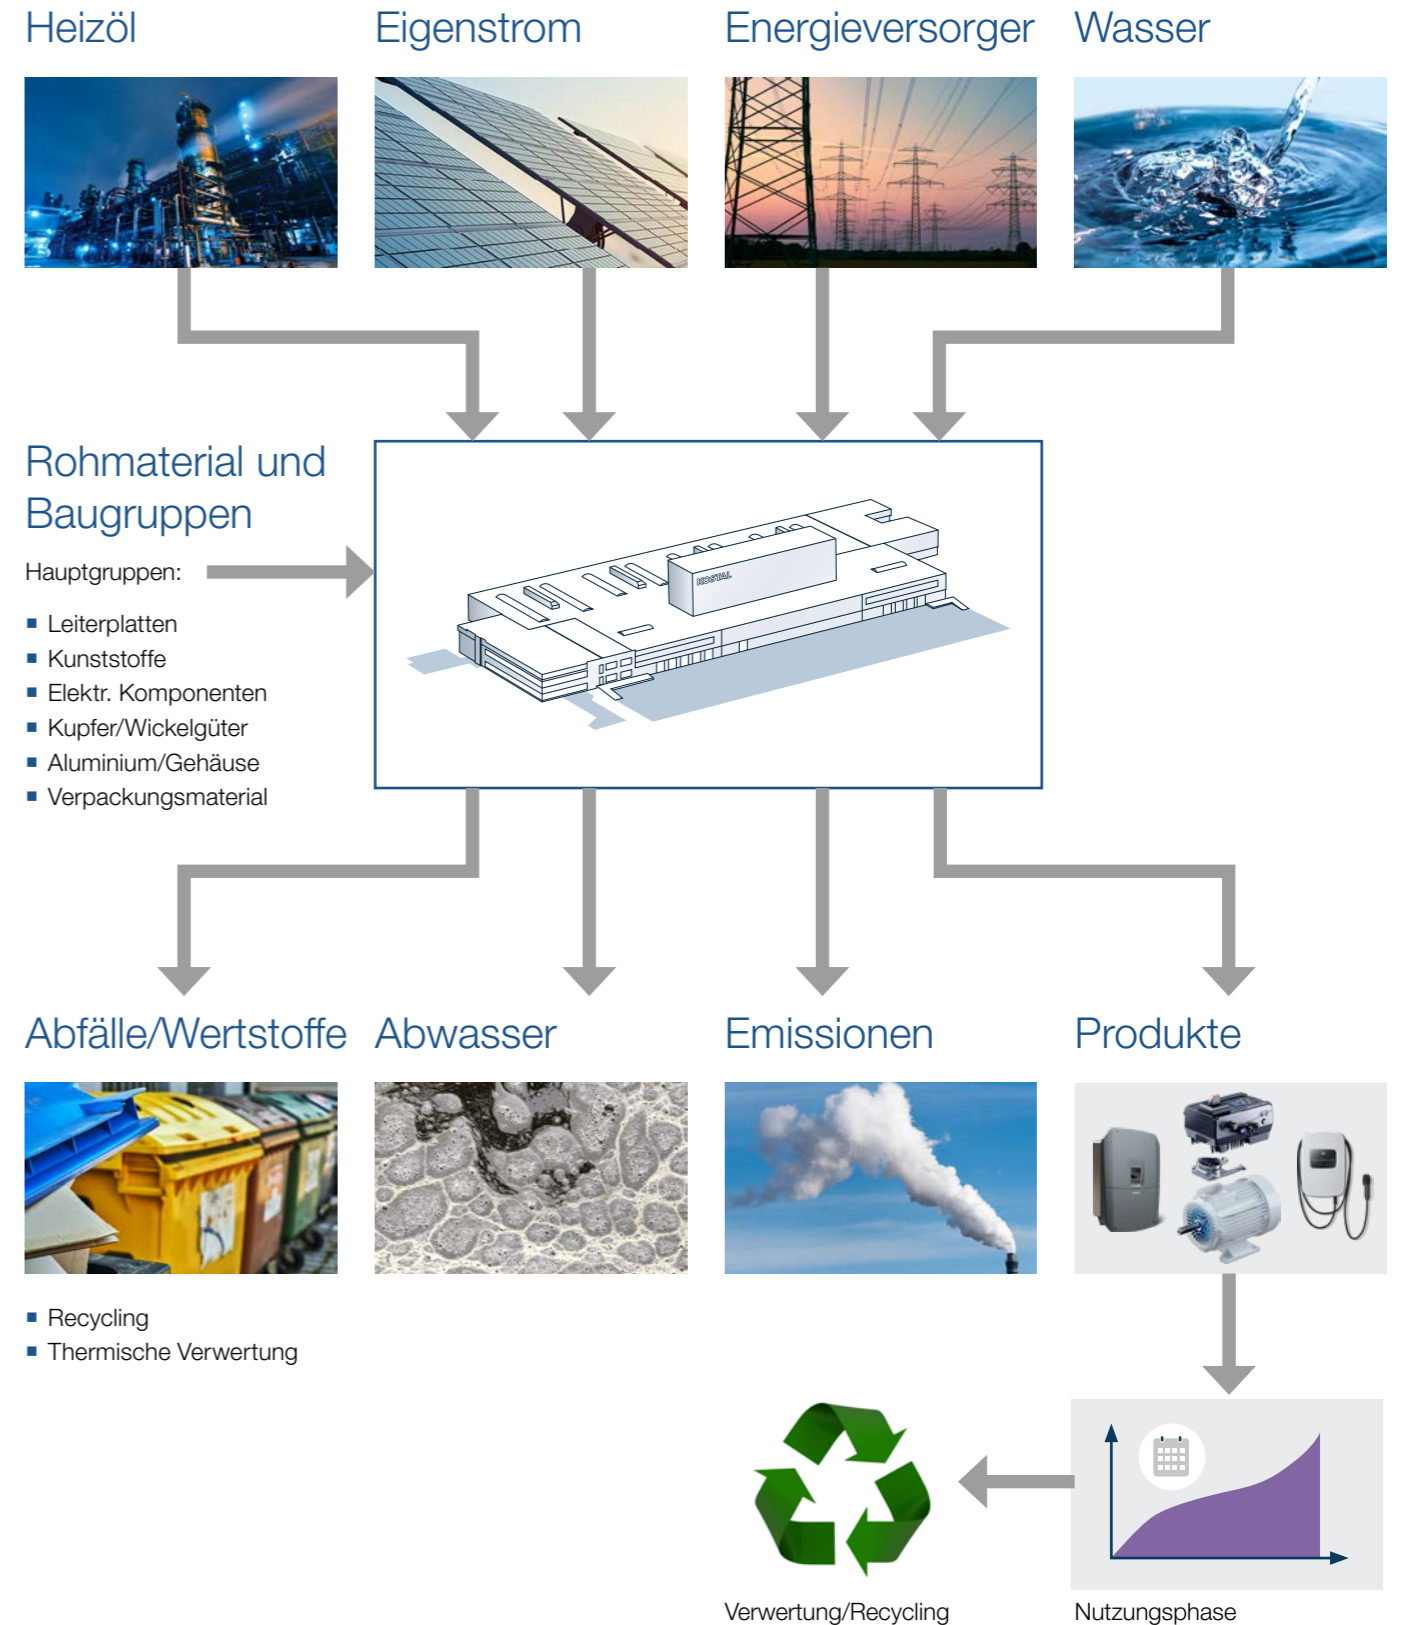 Heizöl
Eigenstrom
Energieversorger
Wasser
Rohmaterial und
Baugruppen
Hauptgruppen:
Leiterplatten
Kunststoffe
Elektr. Komponenten
Kupfer/Wickelgüter
Aluminium/Gehäuse
Verpackungsmaterial
KOSTAL
Abfälle/Wertstoffe
Abwasser
Emissionen
Produkte
Recycling
Thermische Verwertung
Verwertung/Recycling
Nutzungsphase